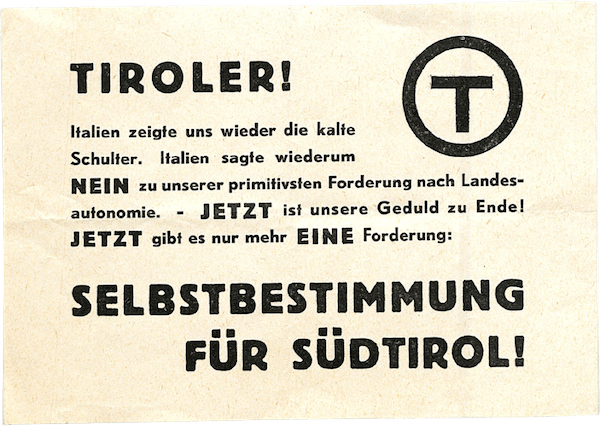 TIROLER!
T
Italien zeigte uns wieder die kalte
Schulter. Italien sagte wiederum
NEIN zu unserer primitivsten Forderung nach Landes-
autonomie. - JETZT ist unsere Geduld zu Ende!
JETZT gibt es nur mehr EINE Forderung:
SELBSTBESTIMMUNG
FÜR SÜDTIROL!